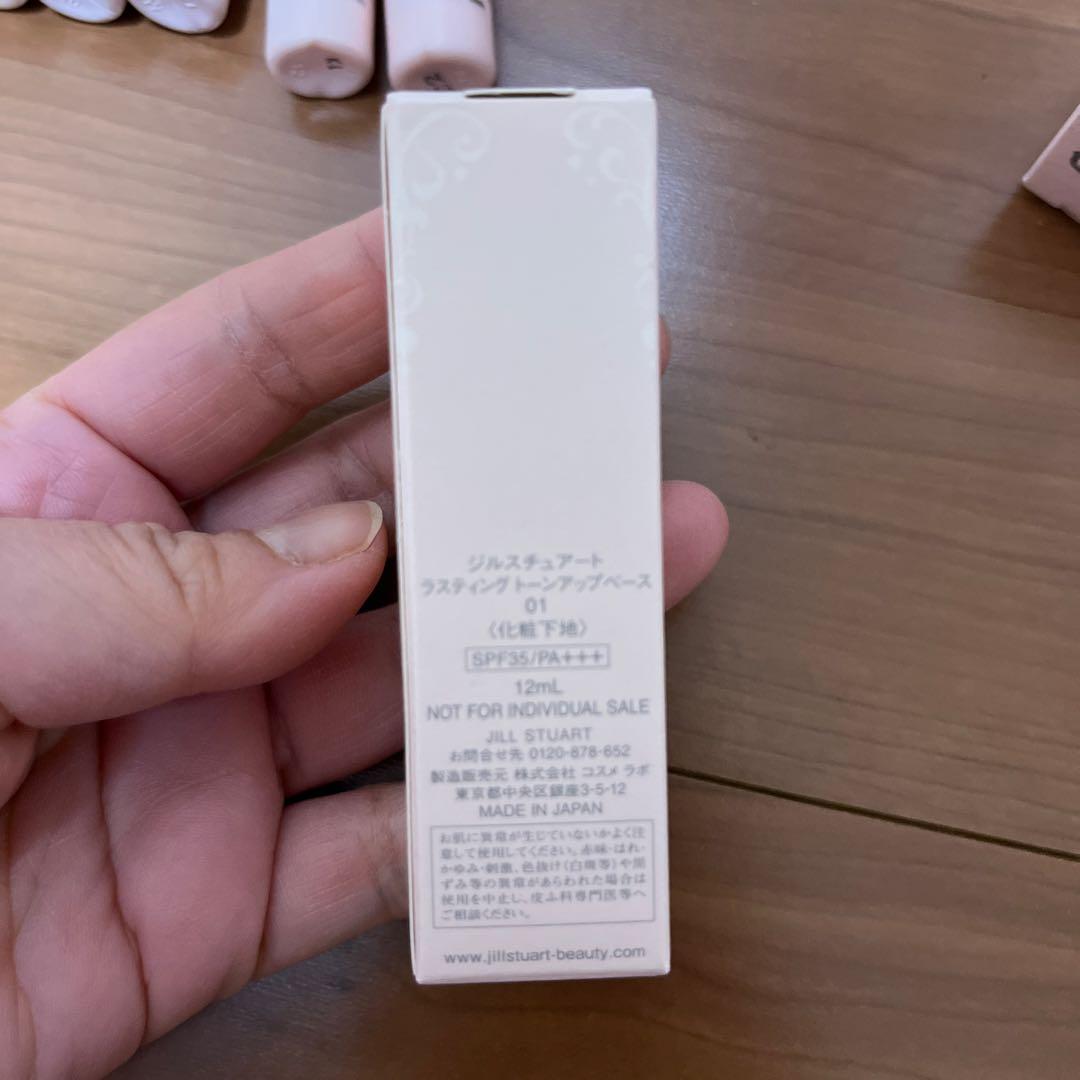 ジルスチュアート
ラスティング トーンアップベース
01
〈化粧下地〉
SPF35/PA+++
12mL
NOT FOR INDIVIDUAL SALE
JILL STUART
お問合せ先 0120-878-652
製造販売元 株式会社 コスメ ラボ
東京都中央区銀座3-5-12
MADE IN JAPAN
お肌に異常が生じていないかよく注
意して使用してください。赤味・はれ・
かゆみ・刺激、色抜け(白斑等)や黒
ずみ等の異常があらわれた場合は
使用を中止し、皮ふ科専門医等へ
ご相談ください。
www.jillstuart-beauty.com